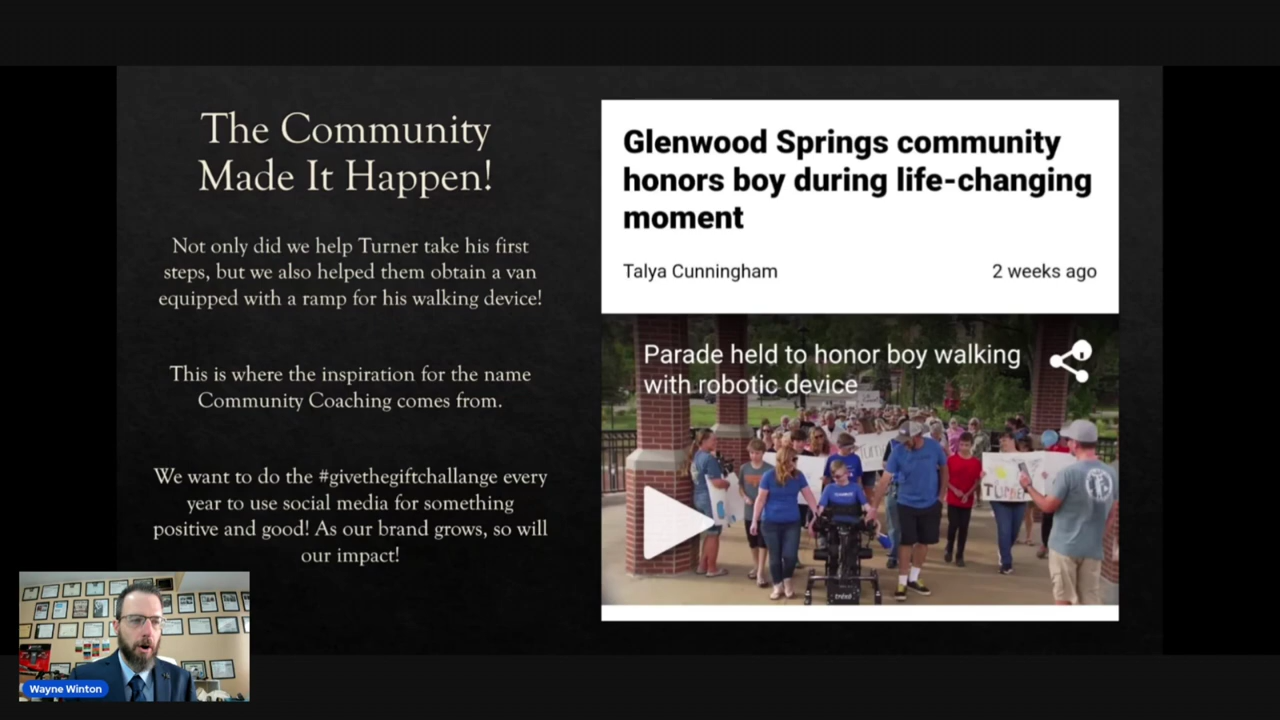 The Community
Made It Happen!
Not only did we help Turner take his first
steps, but we also helped them obtain a van
equipped with a ramp for his walking device!
This is where the inspiration for the name
Community Coaching comes from.
We want to do the #givethegiftchallange every
year to use social media for something
positive and good! As our brand grows, so will
our impact!
Glenwood Springs community
honors boy during life-changing
moment
Talya Cunningham
2 weeks ago
Parade held to honor boy walking
with robotic device
trexo
Wayne Winton